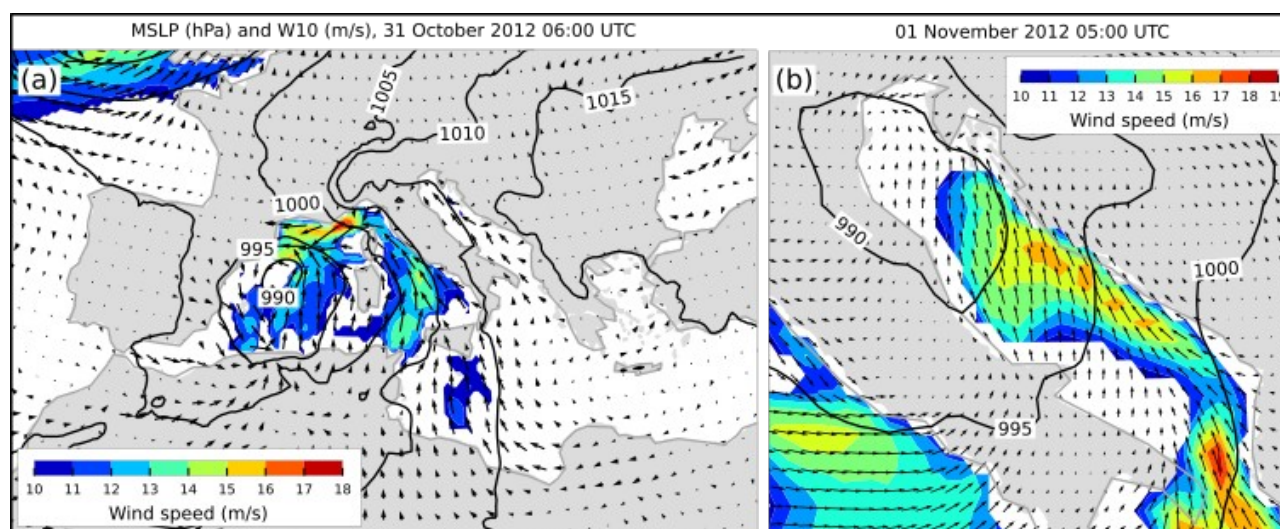 MSLP (hPa) and W10 (m/s), 31 October 2012 06:00 UTC
(a)
1005
1015
1010
1000
995
990
10 11 12 13 14 15 16 17 18
Wind speed (m/s)
01 November 2012 05:00 UTC
(b)
10 11 12 13 14 15 16 17 18 19
Wind speed (m/s)
990
1000
995